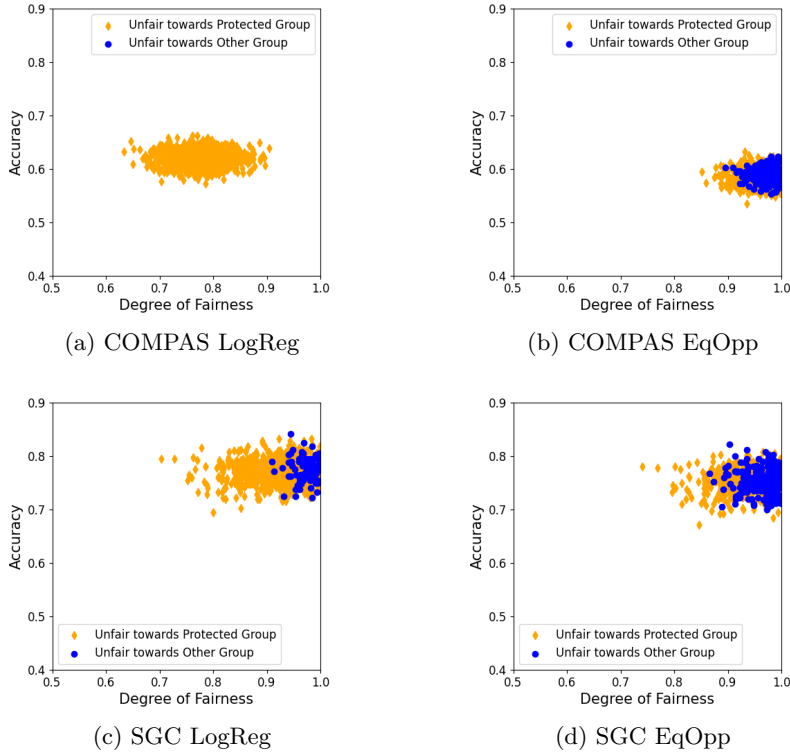 0.9
0.8
0.7
0.6
0.5
0.4
Accuracy
Unfair towards Protected Group
Unfair towards Other Group
0.5 0.6 0.7 0.8 0.9 1.0
Degree of Fairness
(a) COMPAS LogReg
0.9
0.8
0.7
0.6
0.5
0.4
Accuracy
Unfair towards Protected Group
Unfair towards Other Group
0.5 0.6 0.7 0.8 0.9 1.0
Degree of Fairness
(b) COMPAS EqOpp
0.9
0.8
0.7
0.6
0.5
0.4
Accuracy
Unfair towards Protected Group
Unfair towards Other Group
0.5 0.6 0.7 0.8 0.9 1.0
Degree of Fairness
(c) SGC LogReg
0.9
0.8
0.7
0.6
0.5
0.4
Accuracy
Unfair towards Protected Group
Unfair towards Other Group
0.5 0.6 0.7 0.8 0.9 1.0
Degree of Fairness
(d) SGC EqOpp